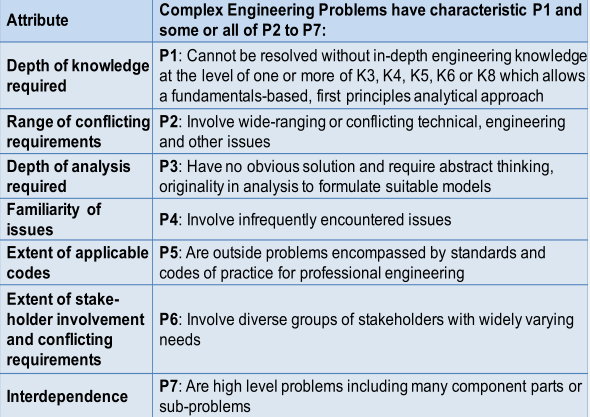 Attribute
Complex Engineering Problems have characteristic P1 and
some or all of P2 to P7:
Depth of knowledge
required
P1: Cannot be resolved without in-depth engineering knowledge
at the level of one or more of K3, K4, K5, K6 or K8 which allows
a fundamentals-based, first principles analytical approach
Range of conflicting
requirements
P2: Involve wide-ranging or conflicting technical, engineering
and other issues
Depth of analysis
required
P3: Have no obvious solution and require abstract thinking,
originality in analysis to formulate suitable models
Familiarity of
issues
P4: Involve infrequently encountered issues
Extent of applicable
codes
P5: Are outside problems encompassed by standards and
codes of practice for professional engineering
Extent of stake-
holder involvement
and conflicting
requirements
P6: Involve diverse groups of stakeholders with widely varying
needs
Interdependence
P7: Are high level problems including many component parts or
sub-problems